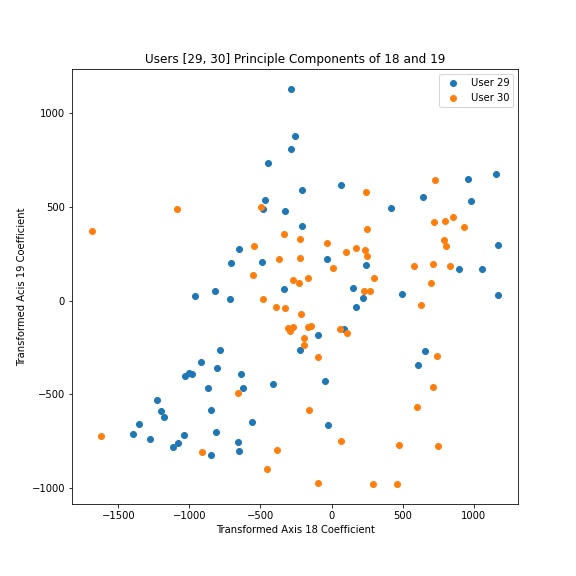 Users [29, 30] Principle Components of 18 and 19
User 29
User 30
Transformed Acis 19 Coefficient
1000
500
0
−500
−1000
−1500
−1000
−500
0
500
1000
Transformed Axis 18 Coefficient